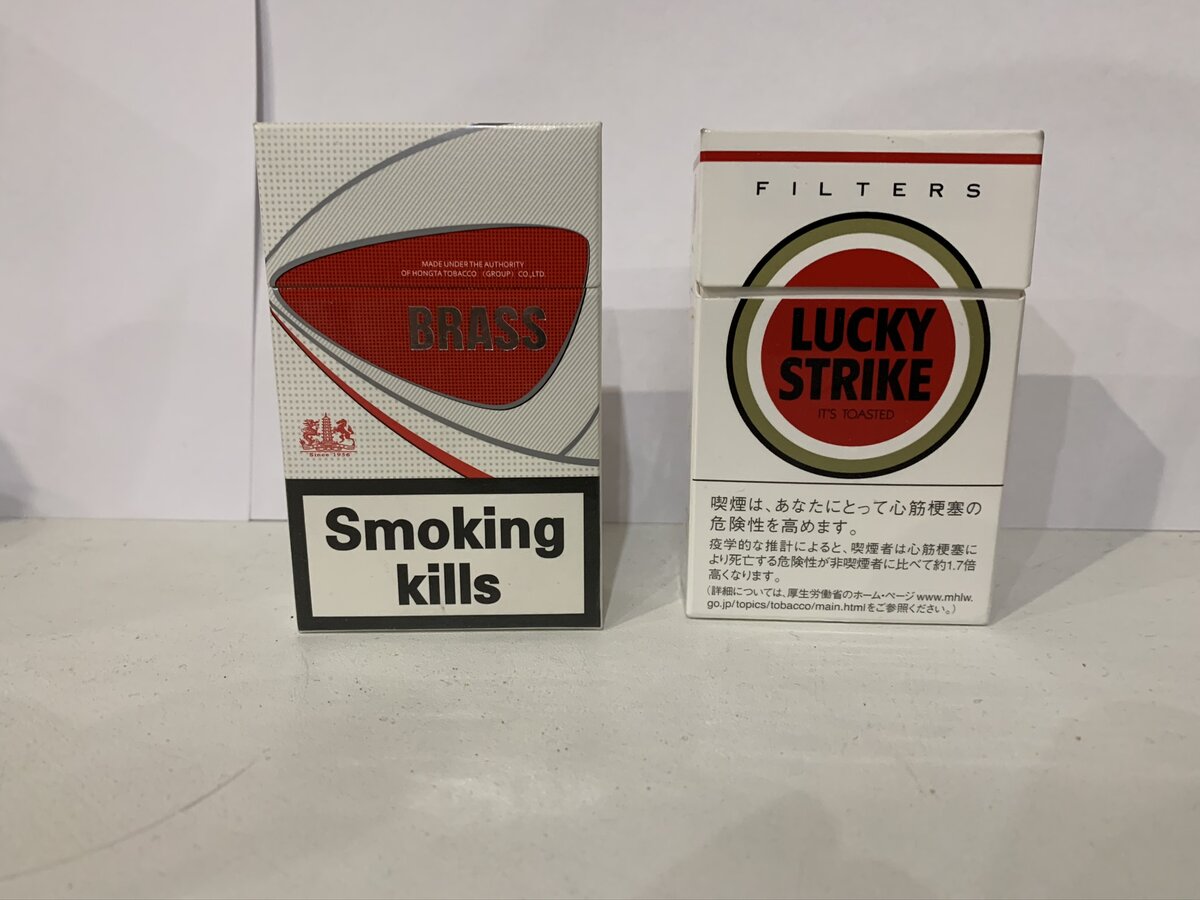 MADE UNDER THE AUTHORITY
OF HONGTA TOBACCO (GROUP) CO.,LTD.
BRASS
Since 1956
Smoking
kills
FILTERS
LUCKY
STRIKE
IT'S TOASTED
喫煙は、あなたにとって心筋梗塞の
危険性を高めます。
疫学的な推計によると、喫煙者は心筋梗塞に
より死亡する危険性が非喫煙者に比べて約1.7倍
高くなります。
(詳細については、厚生労働省のホーム・ページ www.mhlw.
go.jp/topics/tobacco/main.htmlをご参照ください。)